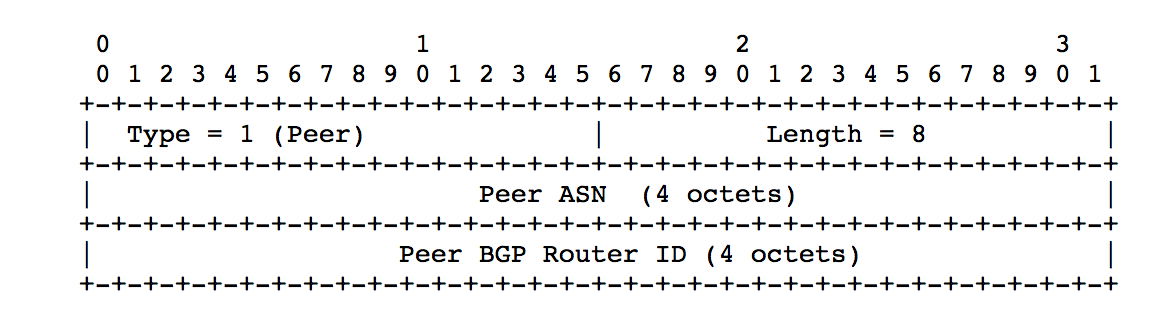 0                   1                   2                   3
 0 1 2 3 4 5 6 7 8 9 0 1 2 3 4 5 6 7 8 9 0 1 2 3 4 5 6 7 8 9 0 1
+-+-+-+-+-+-+-+-+-+-+-+-+-+-+-+-+-+-+-+-+-+-+-+-+-+-+-+-+-+-+-+-+
|  Type = 1 (Peer)              |          Length = 8           |
+-+-+-+-+-+-+-+-+-+-+-+-+-+-+-+-+-+-+-+-+-+-+-+-+-+-+-+-+-+-+-+-+
|                        Peer ASN  (4 octets)                   |
+-+-+-+-+-+-+-+-+-+-+-+-+-+-+-+-+-+-+-+-+-+-+-+-+-+-+-+-+-+-+-+-+
|                   Peer BGP Router ID (4 octets)               |
+-+-+-+-+-+-+-+-+-+-+-+-+-+-+-+-+-+-+-+-+-+-+-+-+-+-+-+-+-+-+-+-+